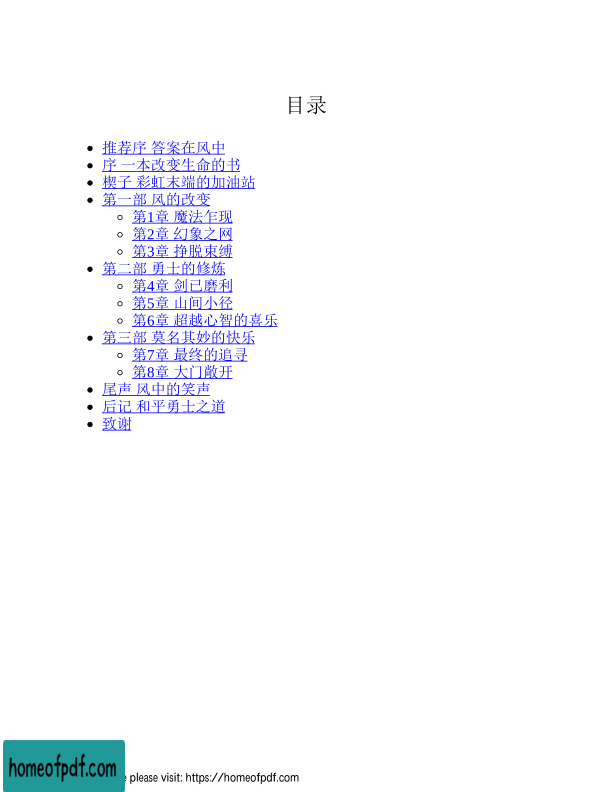 目录
推荐序 答案在风中
序 一本改变生命的书
楔子 彩虹末端的加油站
第一部 风的改变
第1章 魔法乍现
第2章 幻象之网
第3章 挣脱束缚
第二部 勇士的修炼
第4章 剑已磨利
第5章 山间小径
第6章 超越心智的喜乐
第三部 莫名其妙的快乐
第7章 最终的追寻
第8章 大门敞开
尾声 风中的笑声
后记 和平勇士之道
致谢
homeofpdf.com
please visit: https://homeofpdf.com